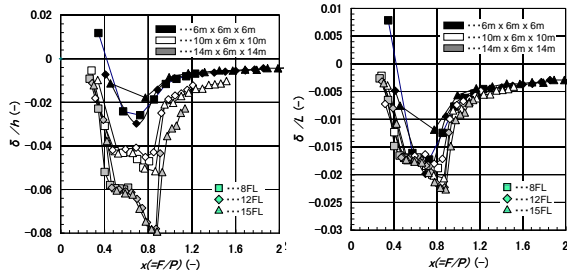 0.02
0
−0.02
−0.04
−0.06
−0.08
δ/h (−)
0 0.4 0.8 1.2 1.6 2
x(=F/P) (−)
6m x 6m x 6m
10m x 6m x 10m
14m x 6m x 14m
···8FL
···12FL
···15FL
0.01
0.005
0
−0.005
−0.01
−0.015
−0.02
−0.025
−0.03
δ/L (−)
0 0.4 0.8 1.2 1.6 2
x(=F/P) (−)
6m x 6m x 6m
10m x 6m x 10m
14m x 6m x 14m
···8FL
···12FL
···15FL